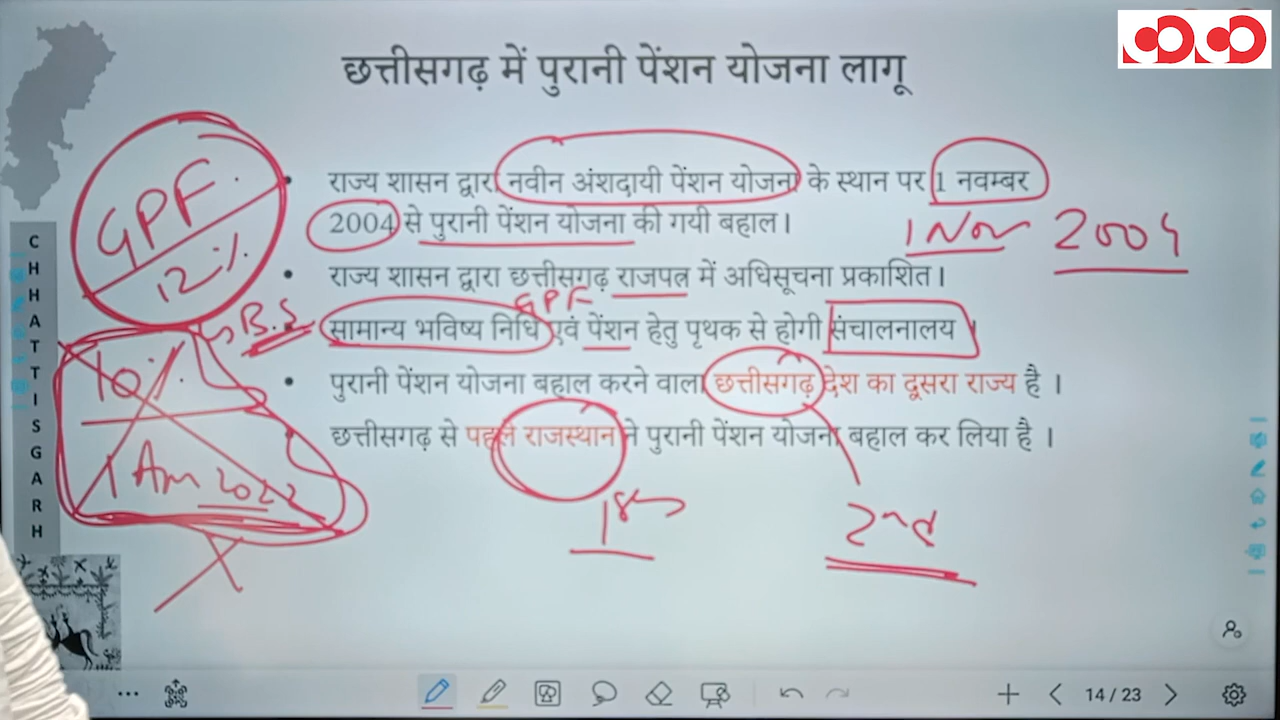 छत्तीसगढ़ में पुरानी पेंशन योजना लागू
राज्य शासन द्वारा नवीन अंशदायी पेंशन योजना के स्थान पर 1 नवम्बर
2004 से पुरानी पेंशन योजना की गयी बहाल।
1 Nov 2004
राज्य शासन द्वारा छत्तीसगढ़ राजपत्र में अधिसूचना प्रकाशित।
GPF
सामान्य भविष्य निधि एवं पेंशन हेतु पृथक से होगी संचालनालय।
पुरानी पेंशन योजना बहाल करने वाला छत्तीसगढ़ देश का दूसरा राज्य है।
छत्तीसगढ़ से पहले राजस्थान ने पुरानी पेंशन योजना बहाल कर लिया है।
1st
2nd
GPF.
12%
B.S
10%
2022
CHHATTISGARH
14 / 23